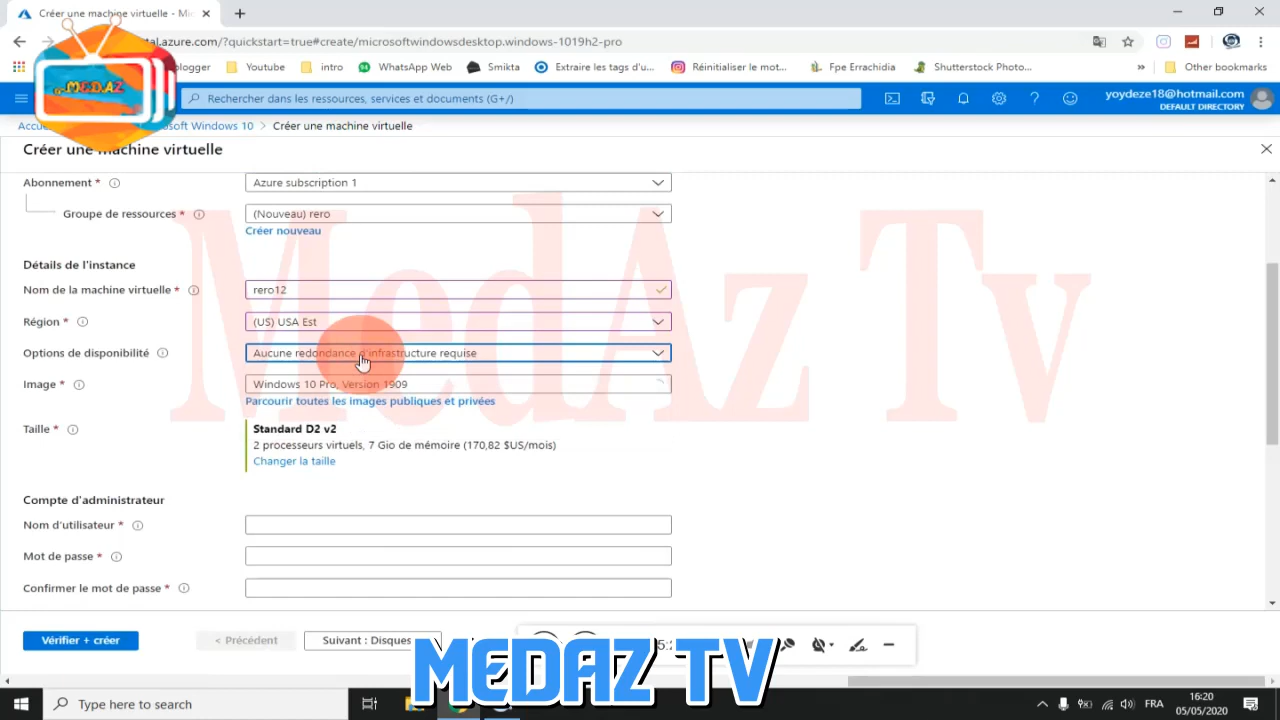 Créer une machine virtuelle - Mic
tal.azure.com/?quickstart=true#create/microsoftwindowsdesktop.windows-1019h2-pro
logger
Youtube
intro
WhatsApp Web
Smikta
Extraire les tags d'u...
Réinitialiser le mot...
Fpe Errachidia
Shutterstock Photo...
»
Other bookmarks
MED.AZ
Rechercher dans les ressources, services et documents (G+/)
yoydeze18@hotmail.com
DEFAULT DIRECTORY
Accue
osoft Windows 10 > Créer une machine virtuelle
Créer une machine virtuelle
Abonnement *
Azure subscription 1
Groupe de ressources *
(Nouveau) rero
Créer nouveau
Détails de l'instance
Nom de la machine virtuelle *
rero12
Région *
(US) USA Est
Options de disponibilité
Aucune redondance d'infrastructure requise
Image *
Windows 10 Pro, Version 1909
Parcourir toutes les images publiques et privées
Taille *
Standard D2 v2
2 processeurs virtuels, 7 Gio de mémoire (170,82 $US/mois)
Changer la taille
MedAz Tv
Compte d'administrateur
Nom d'utilisateur *
Mot de passe *
Confirmer le mot de passe *
Vérifier + créer
< Précédent
Suivant : Disques
MEDAZ TV
Type here to search
FRA
16:20
05/05/2020